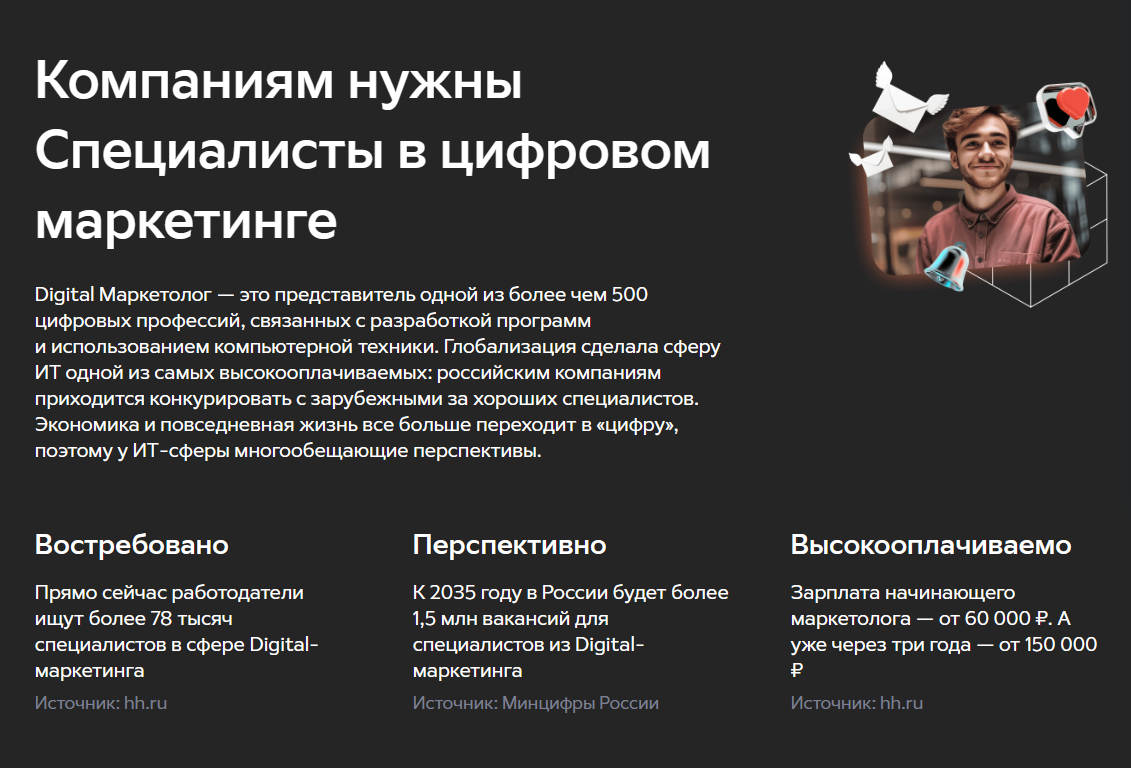 Компаниям нужны
Специалисты в цифровом
маркетинге
Digital Маркетолог — это представитель одной из более чем 500
цифровых профессий, связанных с разработкой программ
и использованием компьютерной техники. Глобализация сделала сферу
ИТ одной из самых высокооплачиваемых: российским компаниям
приходится конкурировать с зарубежными за хороших специалистов.
Экономика и повседневная жизнь все больше переходит в «цифру»,
поэтому у ИТ-сферы многообещающие перспективы.
Востребовано
Прямо сейчас работодатели
ищут более 78 тысяч
специалистов в сфере Digital-
маркетинга
Источник: hh.ru
Перспективно
К 2035 году в России будет более
1,5 млн вакансий для
специалистов из Digital-
маркетинга
Источник: Минцифры России
Высокооплачиваемо
Зарплата начинающего
маркетолога — от 60 000 ₽. А
уже через три года — от 150 000
₽
Источник: hh.ru